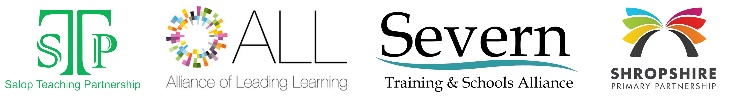 STP
Salop Teaching Partnership
ALL
Alliance of Leading Learning
Severn
Training & Schools Alliance
SHROPSHIRE
PRIMARY PARTNERSHIP